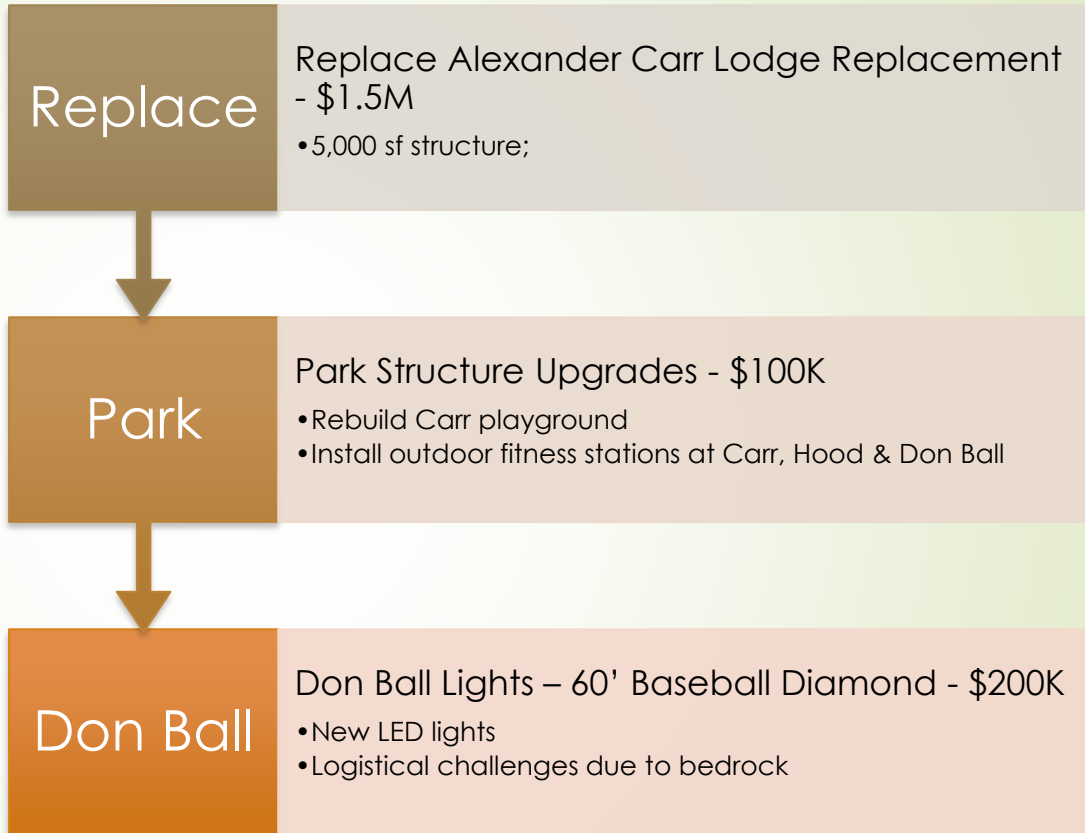 Replace
Replace Alexander Carr Lodge Replacement
- $1.5M
•5,000 sf structure;
Park
Park Structure Upgrades - $100K
•Rebuild Carr playground
•Install outdoor fitness stations at Carr, Hood & Don Ball
Don Ball
Don Ball Lights – 60’ Baseball Diamond - $200K
•New LED lights
•Logistical challenges due to bedrock